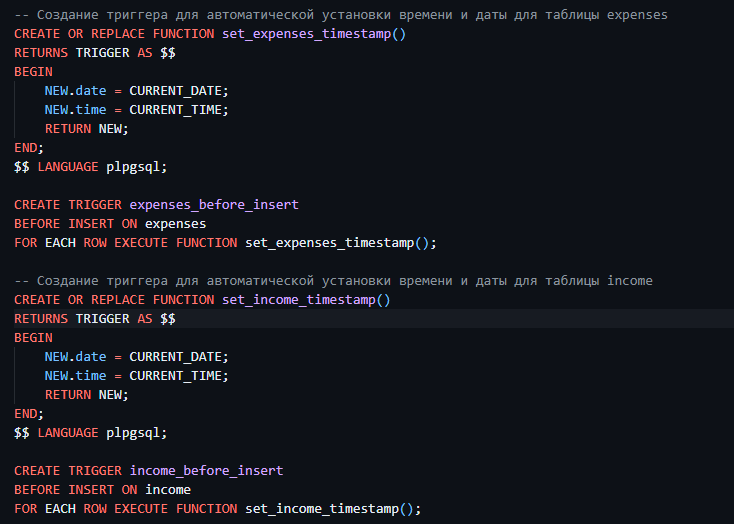 -- Создание триггера для автоматической установки времени и даты для таблицы expenses
CREATE OR REPLACE FUNCTION set_expenses_timestamp()
RETURNS TRIGGER AS $$
BEGIN
    NEW.date = CURRENT_DATE;
    NEW.time = CURRENT_TIME;
    RETURN NEW;
END;
$$ LANGUAGE plpgsql;

CREATE TRIGGER expenses_before_insert
BEFORE INSERT ON expenses
FOR EACH ROW EXECUTE FUNCTION set_expenses_timestamp();

-- Создание триггера для автоматической установки времени и даты для таблицы income
CREATE OR REPLACE FUNCTION set_income_timestamp()
RETURNS TRIGGER AS $$
BEGIN
    NEW.date = CURRENT_DATE;
    NEW.time = CURRENT_TIME;
    RETURN NEW;
END;
$$ LANGUAGE plpgsql;

CREATE TRIGGER income_before_insert
BEFORE INSERT ON income
FOR EACH ROW EXECUTE FUNCTION set_income_timestamp();